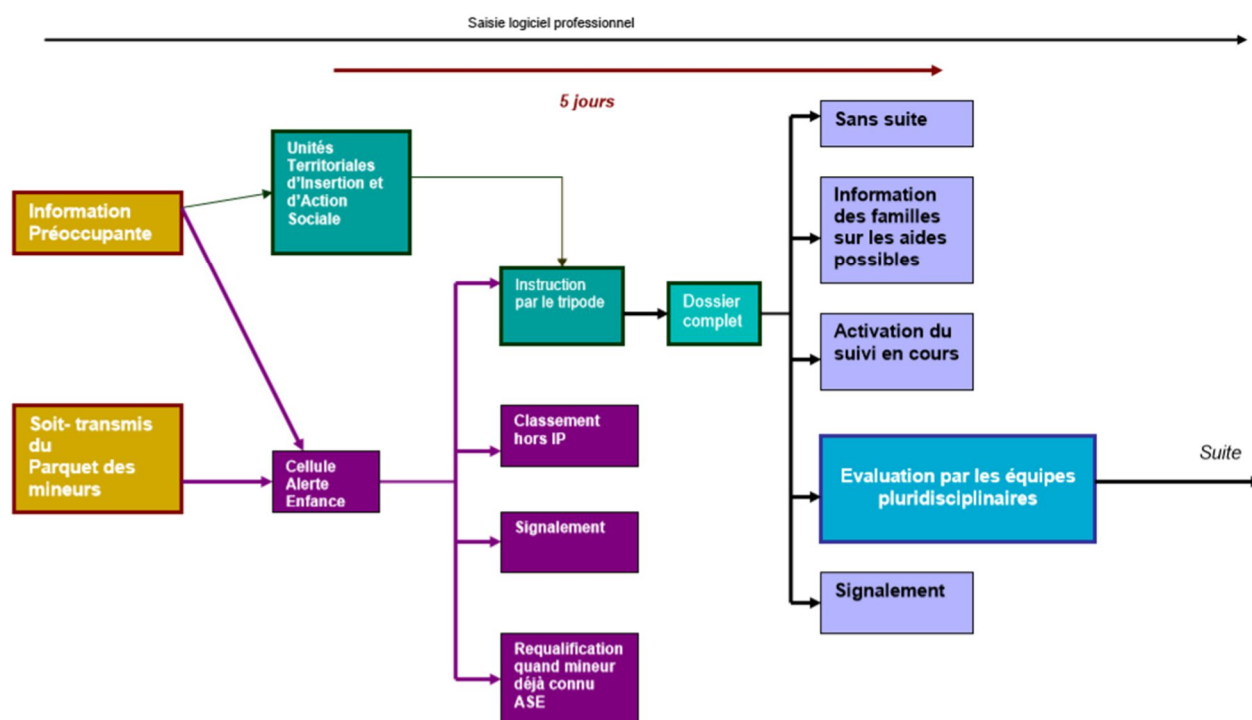 Saisie logiciel professionnel
5 jours
Unités
Territoriales
d'Insertion et
d'Action
Sociale
Information
Préoccupante
Soit- transmis
du
Parquet des
mineurs
Cellule
Alerte
Enfance
Instruction
par le tripode
Classement
hors IP
Signalement
Requalification
quand mineur
déjà connu
ASE
Dossier
complet
Sans suite
Information
des familles
sur les aides
possibles
Activation du
suivi en cours
Evaluation par les équipes
pluridisciplinaires
Signalement
Suite